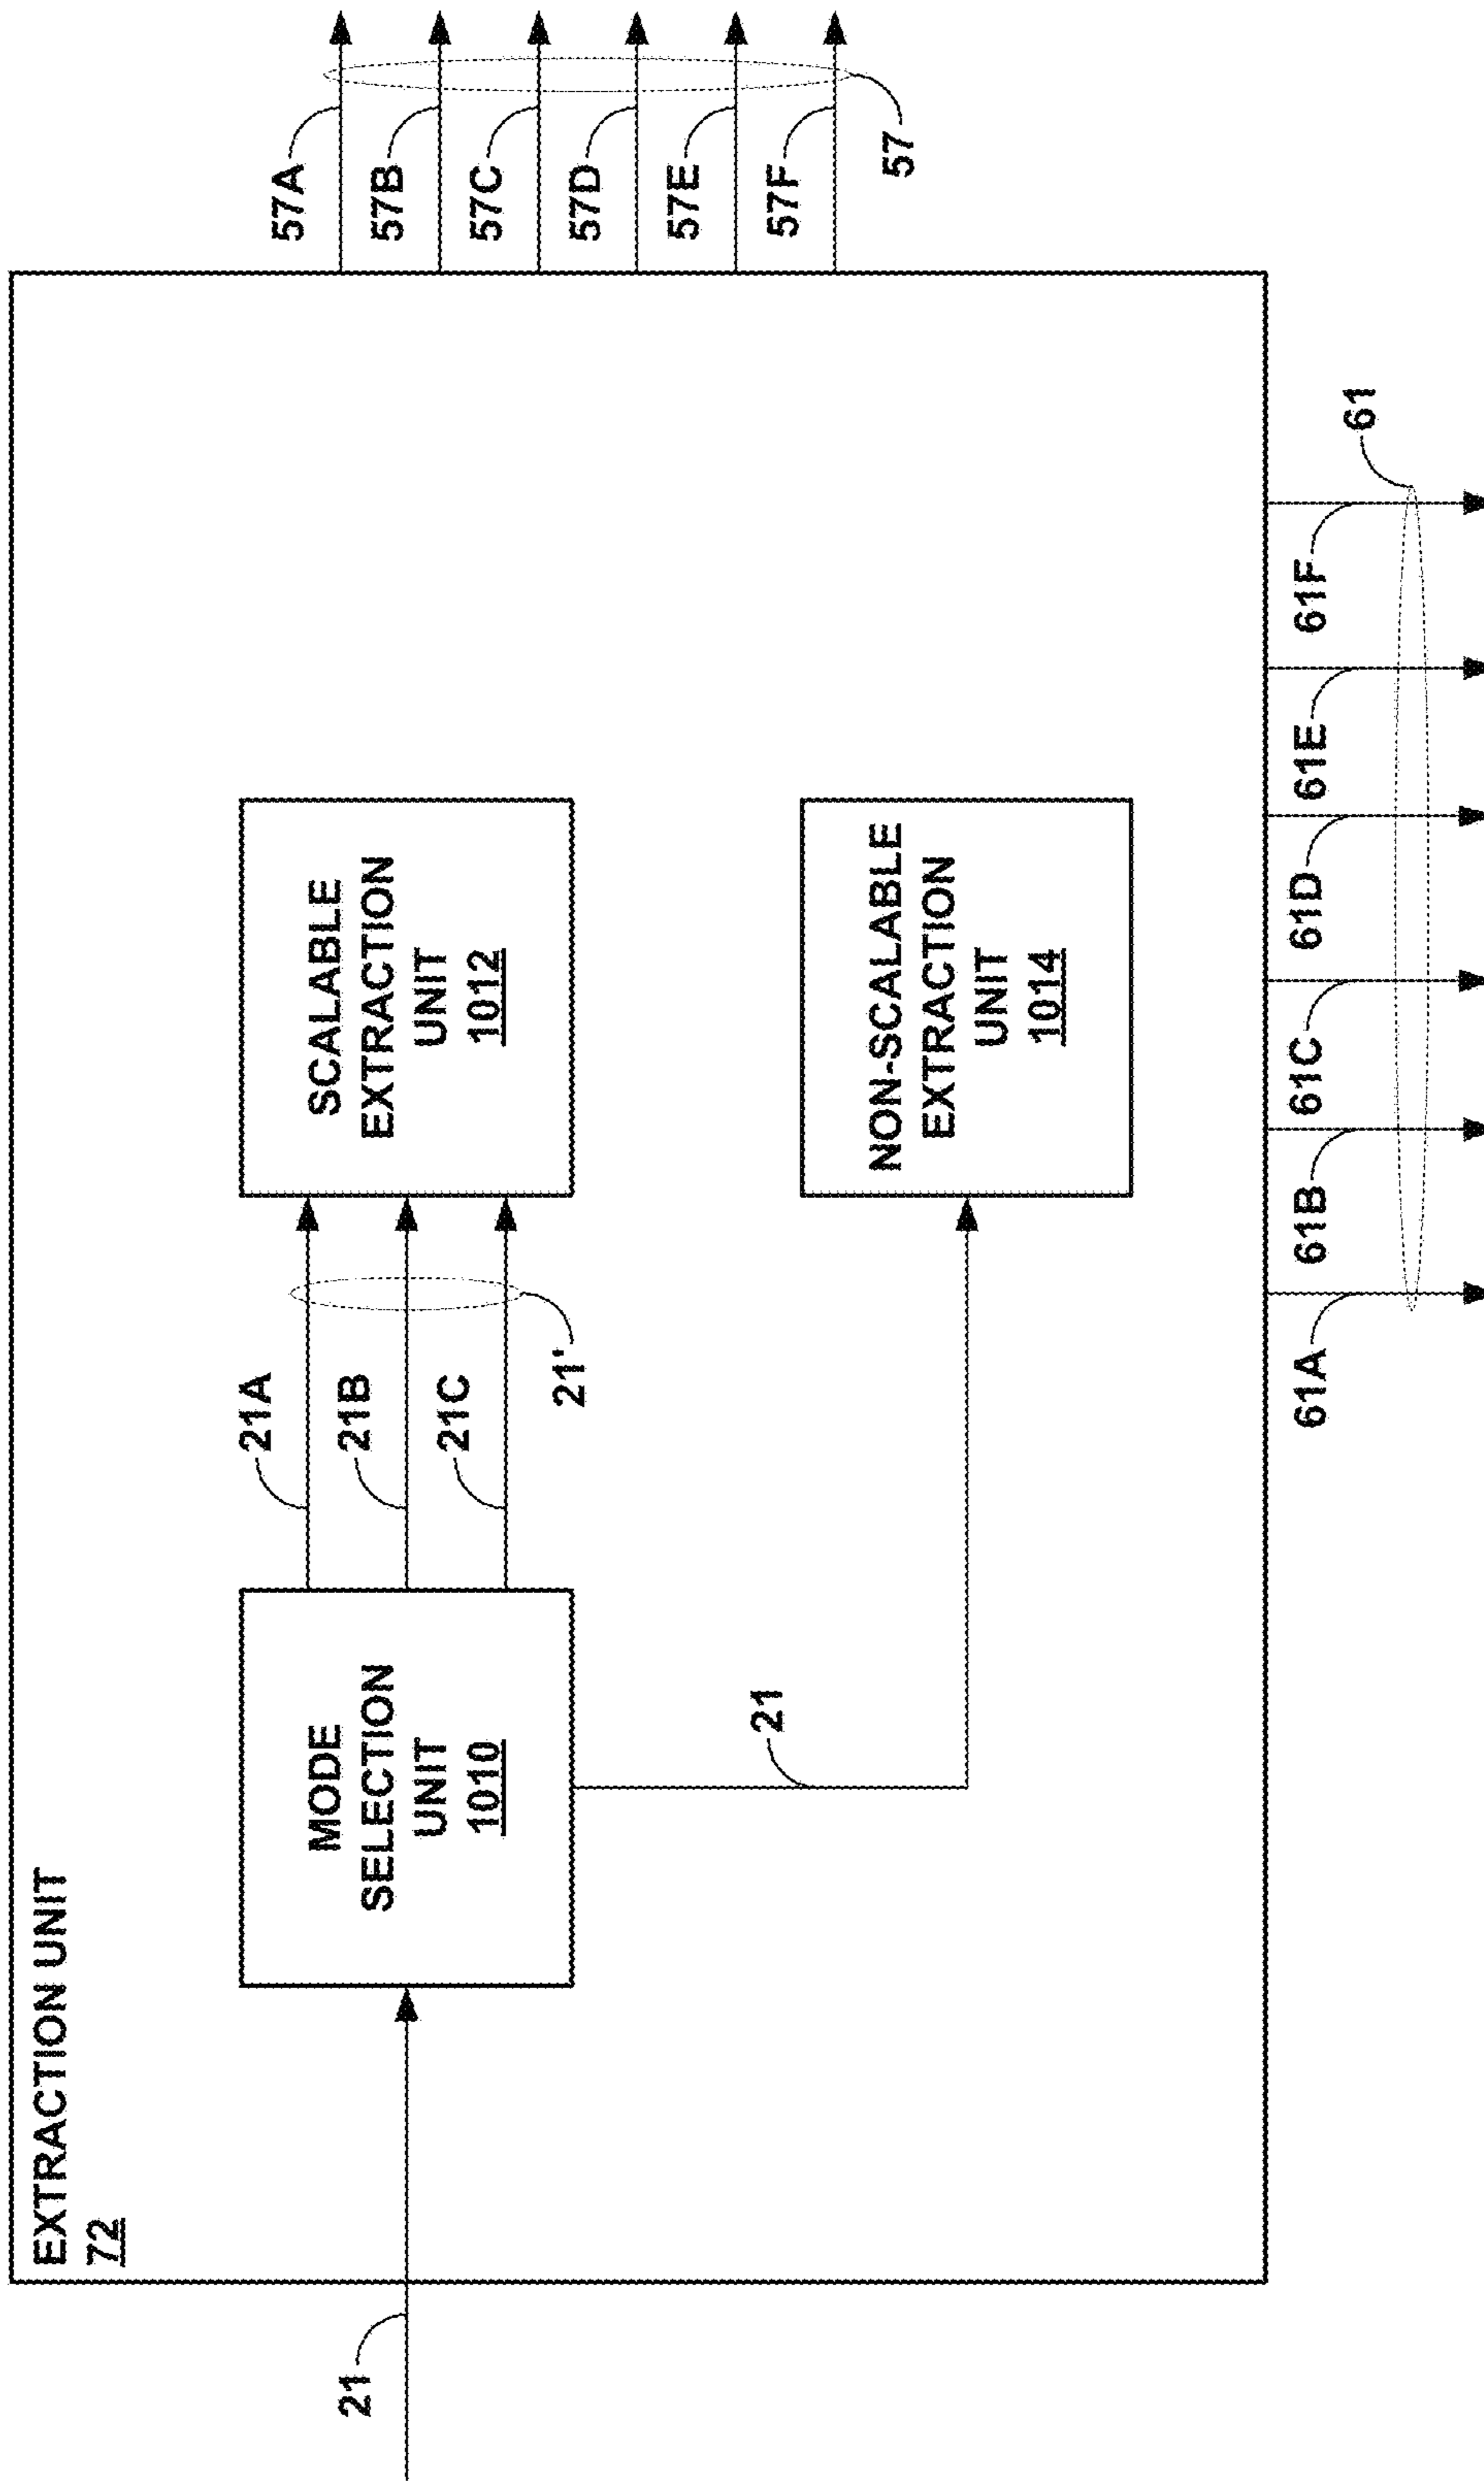 EXTRACTION UNIT
72
21
MODE
SELECTION
UNIT
1010
21A
21B
21C
21'
21
SCALABLE
EXTRACTION
UNIT
1012
NON-SCALABLE
EXTRACTION
UNIT
1014
57A
57B
57C
57D
57E
57F
57
61A
61B
61C
61D
61E
61F
61